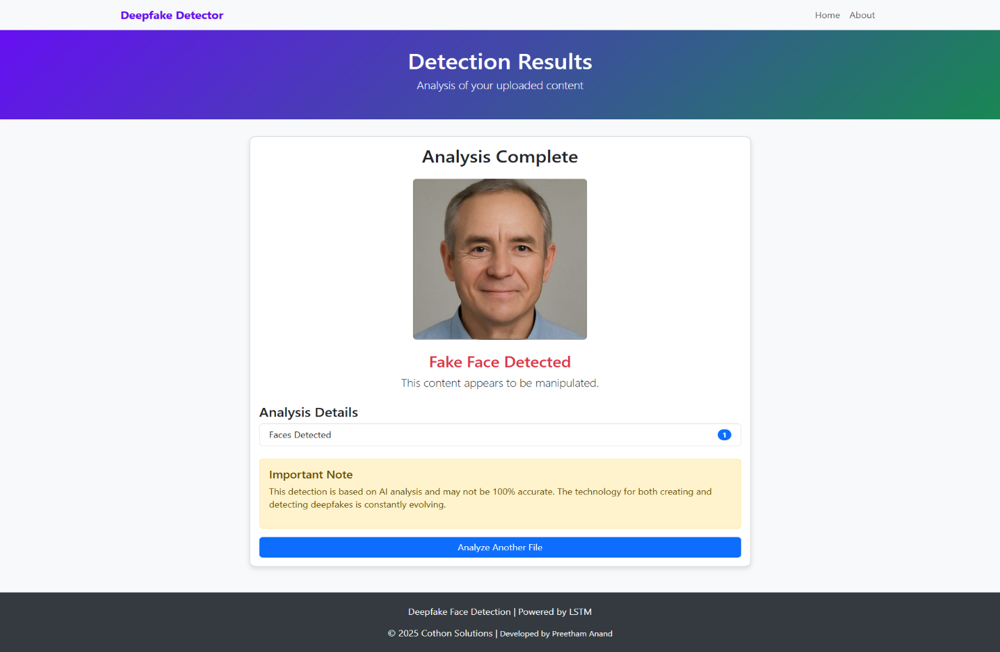 Deepfake Detector
Home
About
Detection Results
Analysis of your uploaded content
Analysis Complete
Fake Face Detected
This content appears to be manipulated.
Analysis Details
Faces Detected
1
Important Note
This detection is based on AI analysis and may not be 100% accurate. The technology for both creating and
detecting deepfakes is constantly evolving.
Analyze Another File
Deepfake Face Detection | Powered by LSTM
© 2025 Cothon Solutions | Developed by Preetham Anand